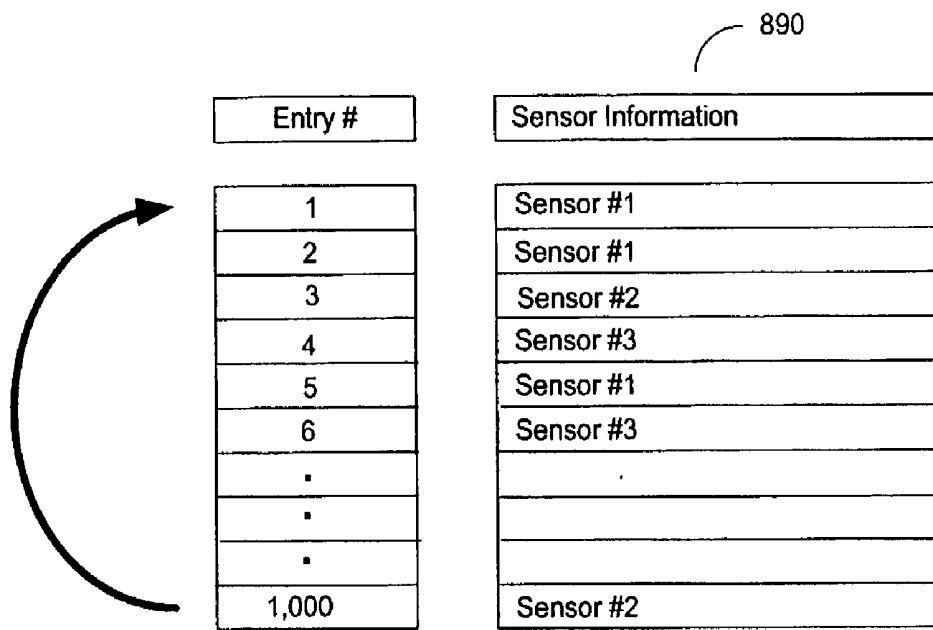 890
Entry # Sensor Information
1 Sensor #1
2 Sensor #1
3 Sensor #2
4 Sensor #3
5 Sensor #1
6 Sensor #3
.
.
.
1,000 Sensor #2